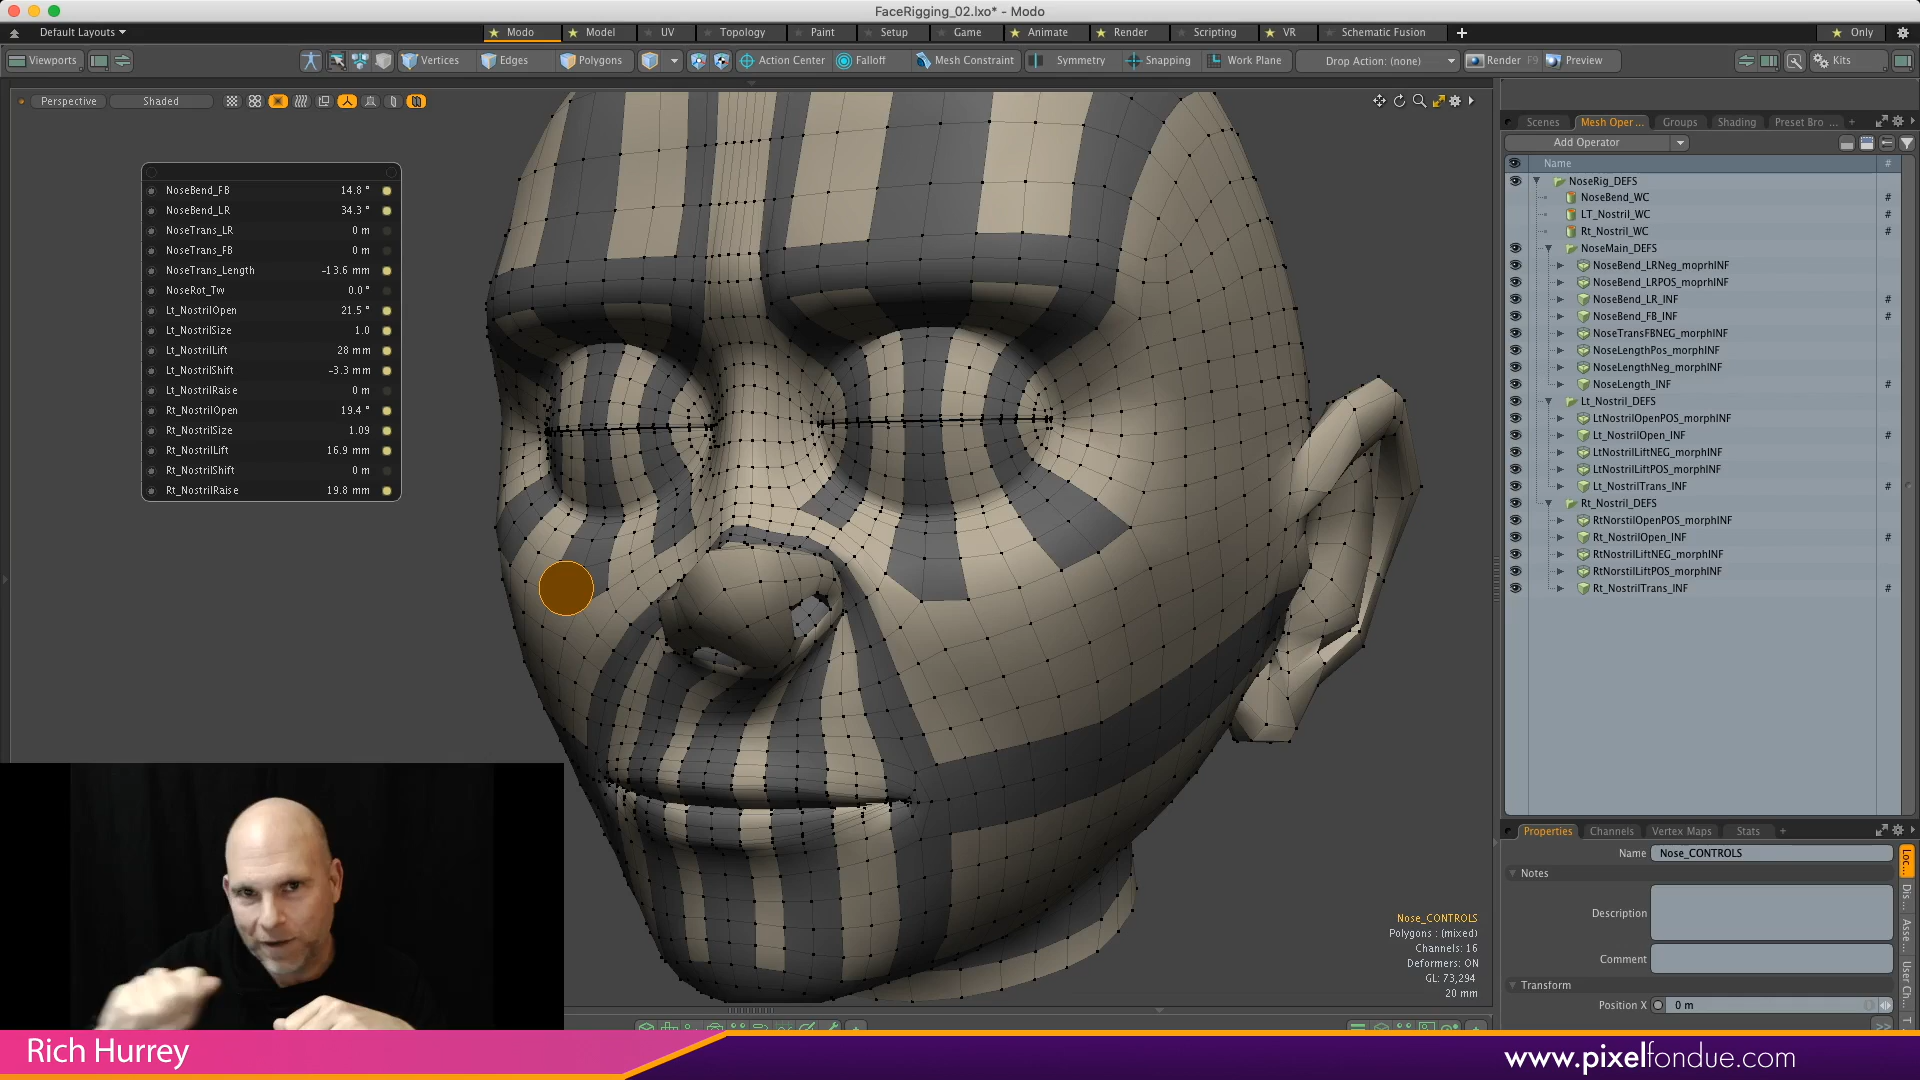 FaceRigging_02.lxo* - Modo
Default Layouts
Modo
Model
UV
Topology
Paint
Setup
Game
Animate
Render
Scripting
VR
Schematic Fusion
Only
Viewports
Vertices
Edges
Polygons
Action Center
Falloff
Mesh Constraint
Symmetry
Snapping
Work Plane
Drop Action: (none)
Render F9
Preview
Kits
Perspective
Shaded
NoseBend_FB 14.8 °
NoseBend_LR 34.3 °
NoseTrans_LR 0 m
NoseTrans_FB 0 m
NoseTrans_Length -13.6 mm
NoseRot_Tw 0.0 °
Lt_NostrilOpen 21.5 °
Lt_NostrilSize 1.0
Lt_NostrilLift 28 mm
Lt_NostrilShift -3.3 mm
Lt_NostrilRaise 0 m
Rt_NostrilOpen 19.4 °
Rt_NostrilSize 1.09
Rt_NostrilLift 16.9 mm
Rt_NostrilShift 0 m
Rt_NostrilRaise 19.8 mm
Scenes
Mesh Oper ...
Groups
Shading
Preset Bro ...
Add Operator
Name #
NoseRig_DEFS
NoseBend_WC #
LT_Nostril_WC #
Rt_Nostril_WC #
NoseMain_DEFS
NoseBend_LRNeg_moprhINF
NoseBend_LRPOS_moprhINF
NoseBend_LR_INF #
NoseBend_FB_INF #
NoseTransFBNEG_morphINF
NoseLengthPos_morphINF
NoseLengthNeg_morphINF
NoseLength_INF #
Lt_Nostril_DEFS
LtNostrilOpenPOS_morphINF
Lt_NostrilOpen_INF #
LtNostrilLiftNEG_morphINF
LtNostrilLiftPOS_morphINF
Lt_NostrilTrans_INF #
Rt_Nostril_DEFS
RtNorstilOpenPOS_morphINF
Rt_NostrilOpen_INF #
RtNostrilLiftNEG_morphINF
RtNorstilLiftPOS_morphINF
Rt_NostrilTrans_INF #
Properties
Channels
Vertex Maps
Stats
Name Nose_CONTROLS
Notes
Description
Comment
Transform
Position X 0 m
Loc...
Dis ...
Asse...
User Ch...
Nose_CONTROLS
Polygons : (mixed)
Channels: 16
Deformers: ON
GL: 73,294
20 mm
Rich Hurrey
www.pixelfondue.com